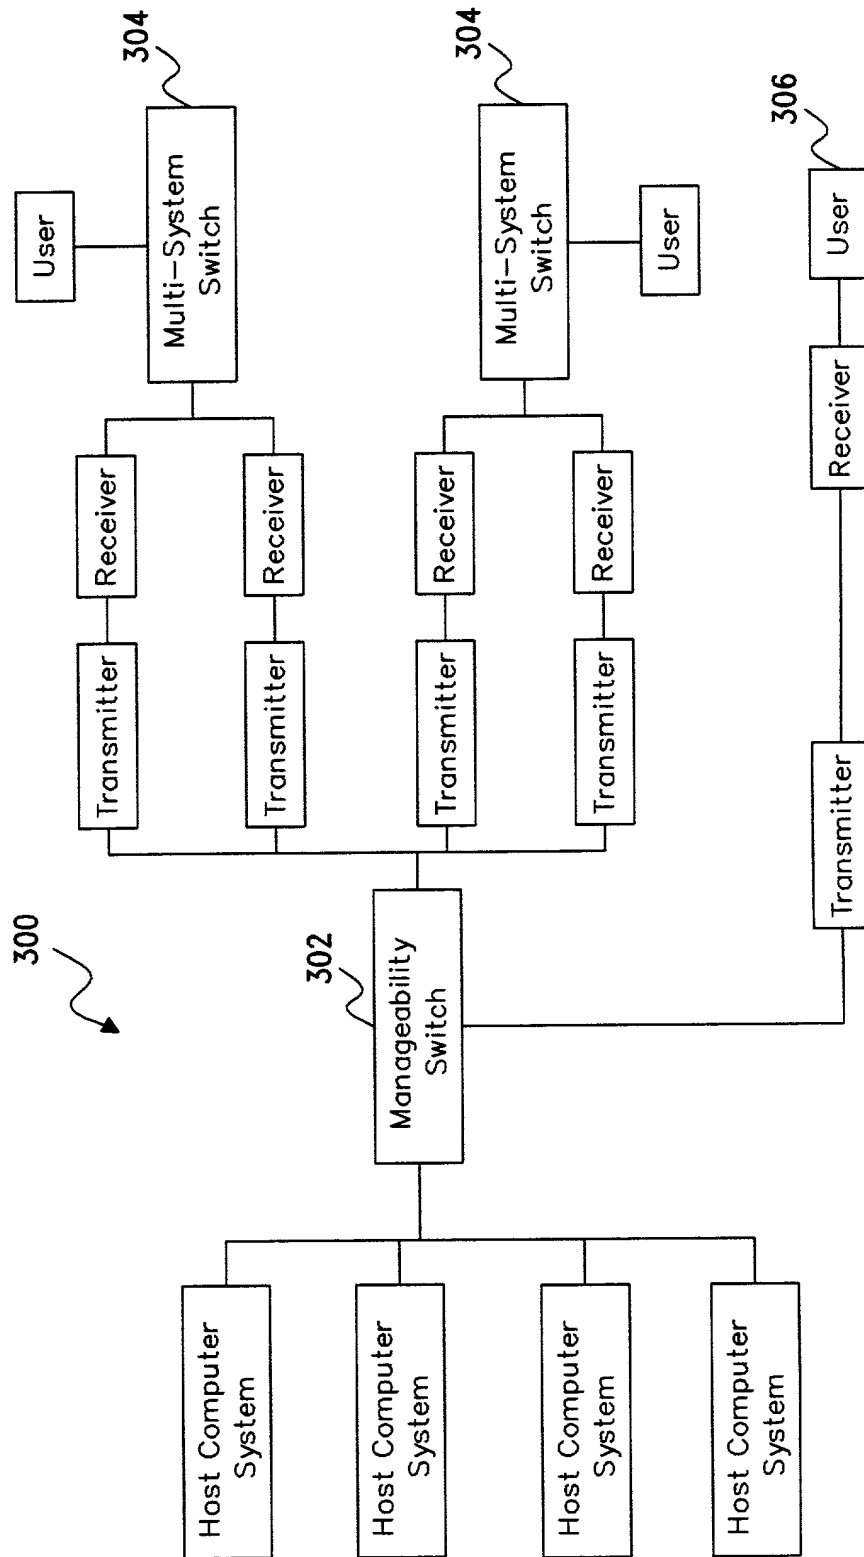 300
Host Computer
System
Host Computer
System
Host Computer
System
Host Computer
System
302
Manageability
Switch
Transmitter
Receiver
Transmitter
Receiver
Transmitter
Receiver
Transmitter
Receiver
User
Multi-System
Switch
304
Multi-System
Switch
304
User
Transmitter
Receiver
User
306